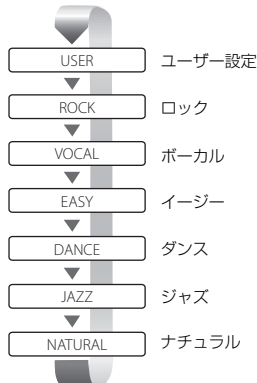 USER ユーザー設定
ROCK ロック
VOCAL ボーカル
EASY イージー
DANCE ダンス
JAZZ ジャズ
NATURAL ナチュラル